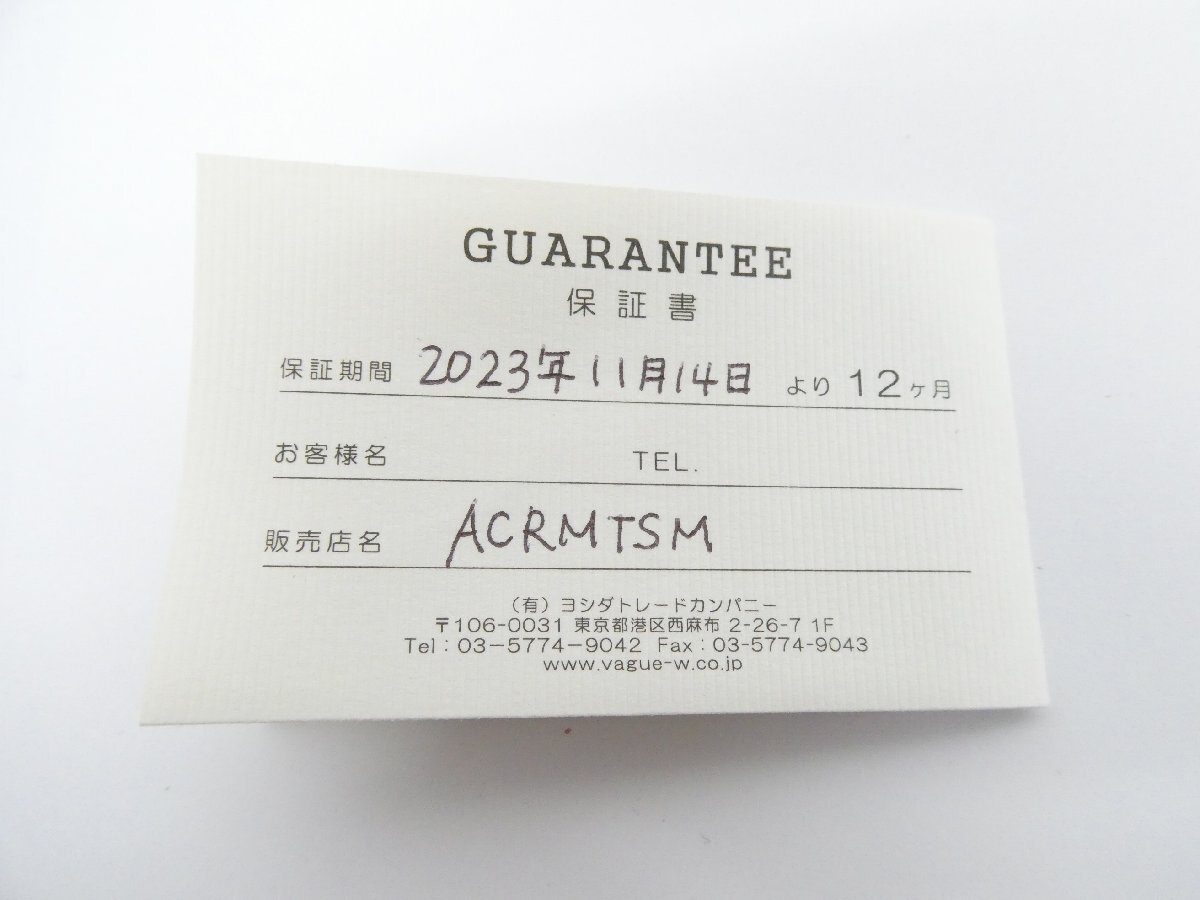 GUARANTEE
保証書
保証期間 2023年11月14日 より 12ヶ月
お客様名 TEL.
販売店名 ACRMTSM
（有）ヨシダトレードカンパニー
〒106-0031 東京都港区西麻布 2-26-7 1F
Tel：03-5774-9042 Fax：03-5774-9043
www.vague-w.co.jp